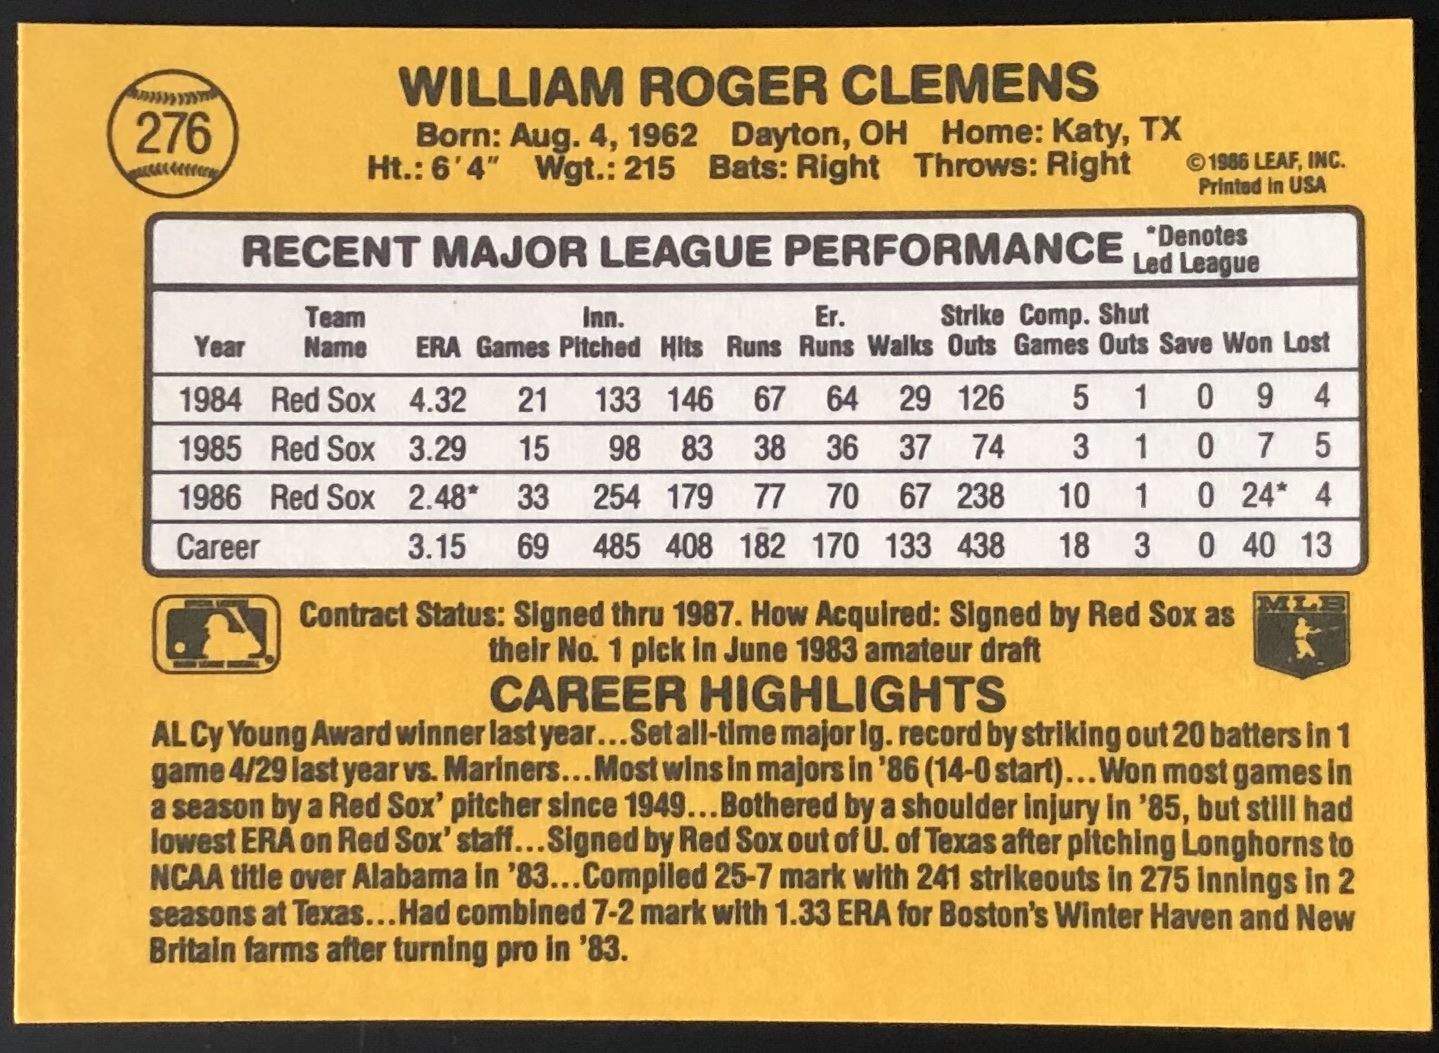 276
WILLIAM ROGER CLEMENS
Born: Aug. 4, 1962 Dayton, OH Home: Katy, TX
Ht.: 6'4" Wgt.: 215 Bats: Right Throws: Right
©1986 LEAF, INC.
Printed in USA
RECENT MAJOR LEAGUE PERFORMANCE *Denotes
Led League
Team Inn. Er. Strike Comp. Shut
Year Name ERA Games Pitched Hits Runs Runs Walks Outs Games Outs Save Won Lost
1984 Red Sox 4.32 21 133 146 67 64 29 126 5 1 0 9 4
1985 Red Sox 3.29 15 98 83 38 36 37 74 3 1 0 7 5
1986 Red Sox 2.48* 33 254 179 77 70 67 238 10 1 0 24* 4
Career 3.15 69 485 408 182 170 133 438 18 3 0 40 13
Contract Status: Signed thru 1987. How Acquired: Signed by Red Sox as
their No. 1 pick in June 1983 amateur draft
MLB
CAREER HIGHLIGHTS
AL Cy Young Award winner last year...Set all-time major lg. record by striking out 20 batters in 1
game 4/29 last year vs. Mariners...Most wins in majors in '86 (14-0 start)...Won most games in
a season by a Red Sox' pitcher since 1949...Bothered by a shoulder injury in '85, but still had
lowest ERA on Red Sox' staff...Signed by Red Sox out of U. of Texas after pitching Longhorns to
NCAA title over Alabama in '83...Compiled 25-7 mark with 241 strikeouts in 275 innings in 2
seasons at Texas...Had combined 7-2 mark with 1.33 ERA for Boston's Winter Haven and New
Britain farms after turning pro in '83.